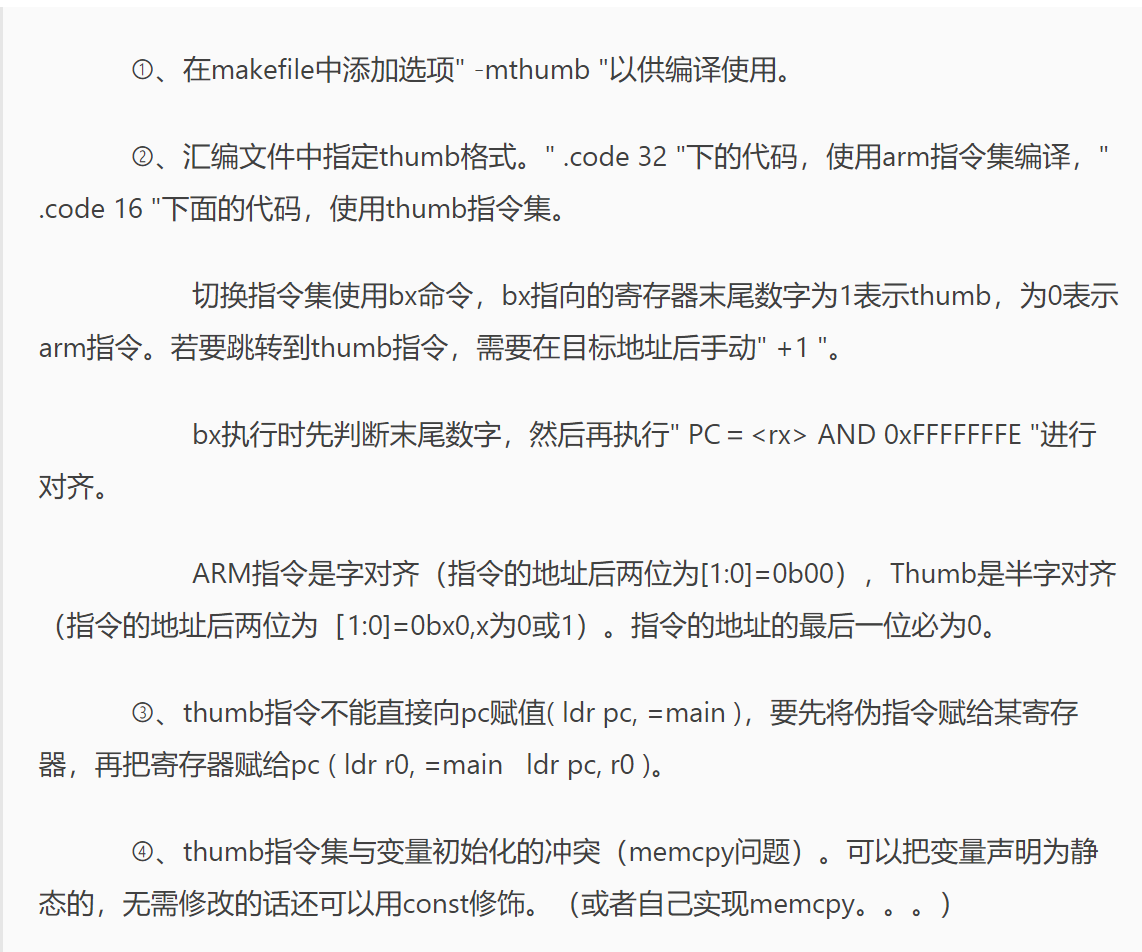 ①、在makefile中添加选项" -mthumb "以供编译使用。
②、汇编文件中指定thumb格式。" .code 32 "下的代码，使用arm指令集编译，"
.code 16 "下面的代码，使用thumb指令集。
切换指令集使用bx命令，bx指向的寄存器末尾数字为1表示thumb，为0表示
arm指令。若要跳转到thumb指令，需要在目标地址后手动" +1 "。
bx执行时先判断末尾数字，然后再执行" PC = <rx> AND 0xFFFFFFFE "进行
对齐。
ARM指令是字对齐（指令的地址后两位为[1:0]=0b00），Thumb是半字对齐
（指令的地址后两位为［1:0]=0bx0,x为0或1）。指令的地址的最后一位必为0。
③、thumb指令不能直接向pc赋值( ldr pc, =main )，要先将伪指令赋给某寄存
器，再把寄存器赋给pc ( ldr r0, =main   ldr pc, r0 )。
④、thumb指令集与变量初始化的冲突（memcpy问题）。可以把变量声明为静
态的，无需修改的话还可以用const修饰。（或者自己实现memcpy。。。）